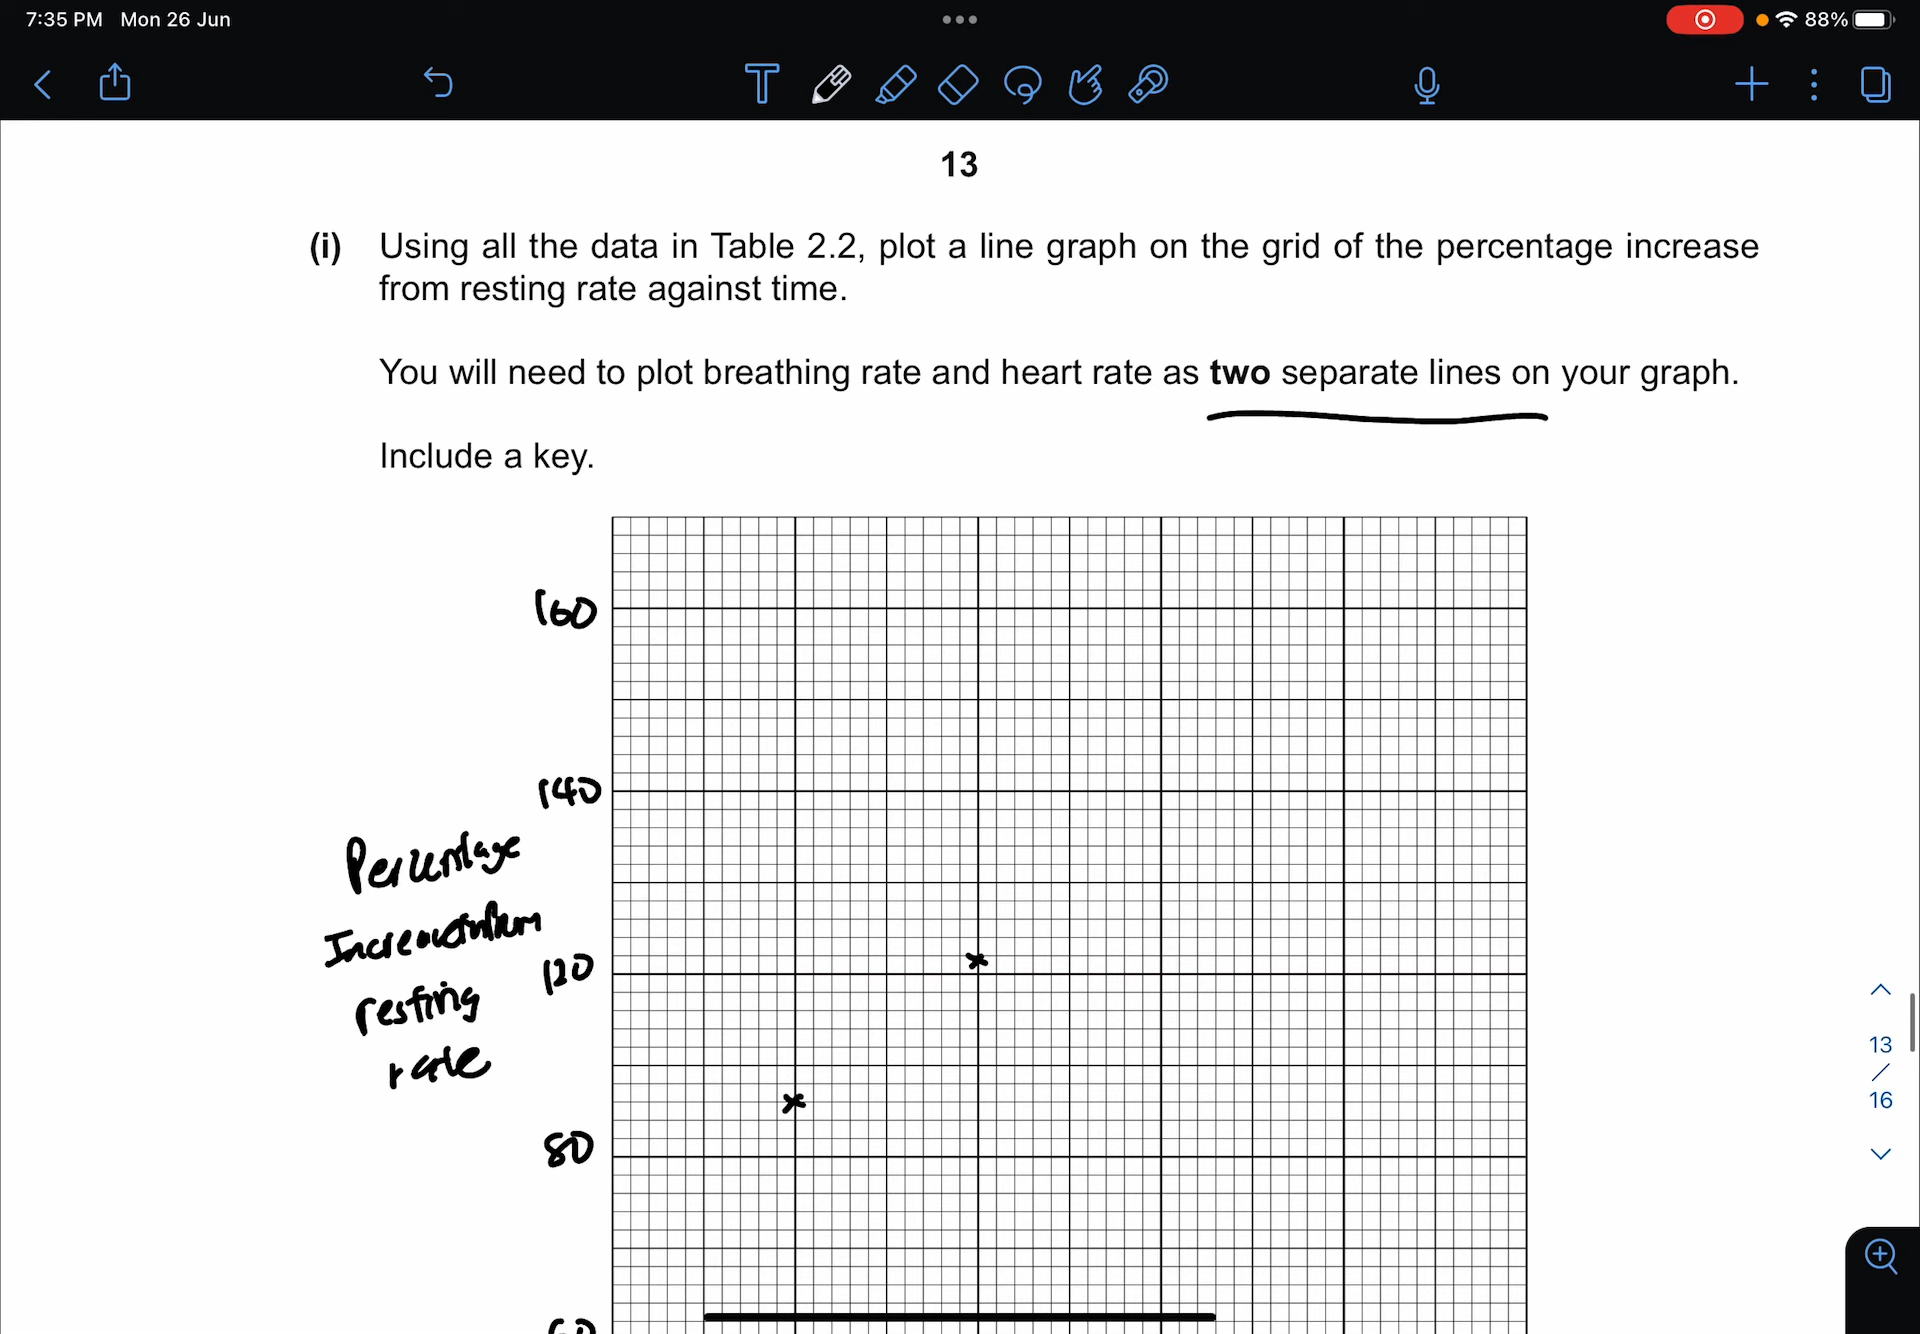 7:35 PM Mon 26 Jun
88%
13
(i) Using all the data in Table 2.2, plot a line graph on the grid of the percentage increase
from resting rate against time.
You will need to plot breathing rate and heart rate as two separate lines on your graph.
Include a key.
160
140
Percentage
120
resting
rate
80
60
13
/
16